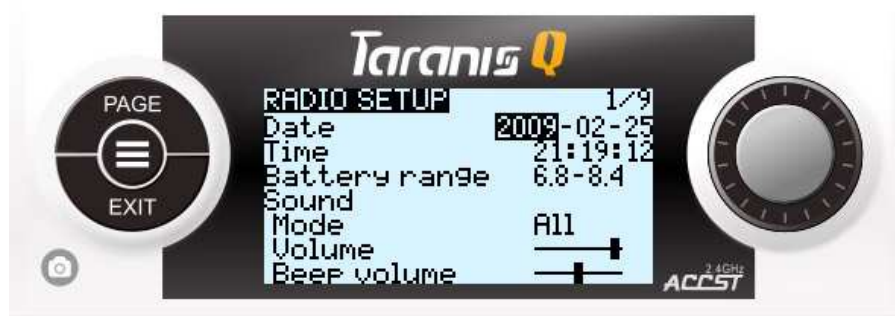 Taranis Q
PAGE
EXIT
RADIO SETUP 1/9
Date 2009-02-25
Time 21:19:12
Battery range 6.8-8.4
Sound
Mode All
Volume
Beep volume
2.4GHz
ACCST